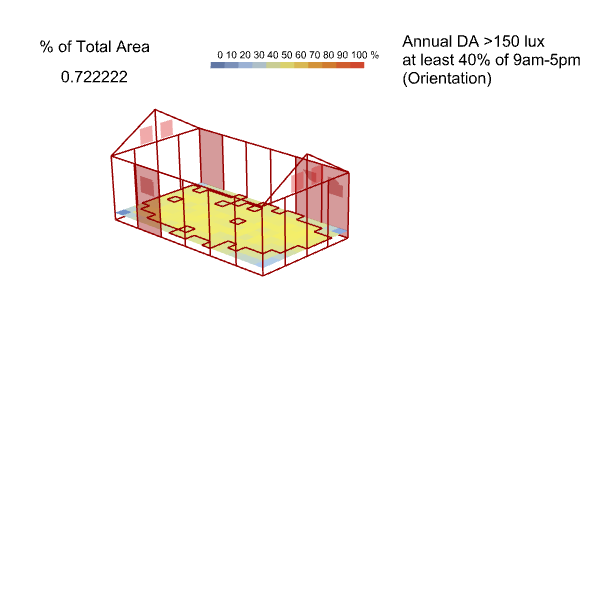 % of Total Area
0.722222
0 10 20 30 40 50 60 70 80 90 100 %
Annual DA >150 lux
at least 40% of 9am-5pm
(Orientation)